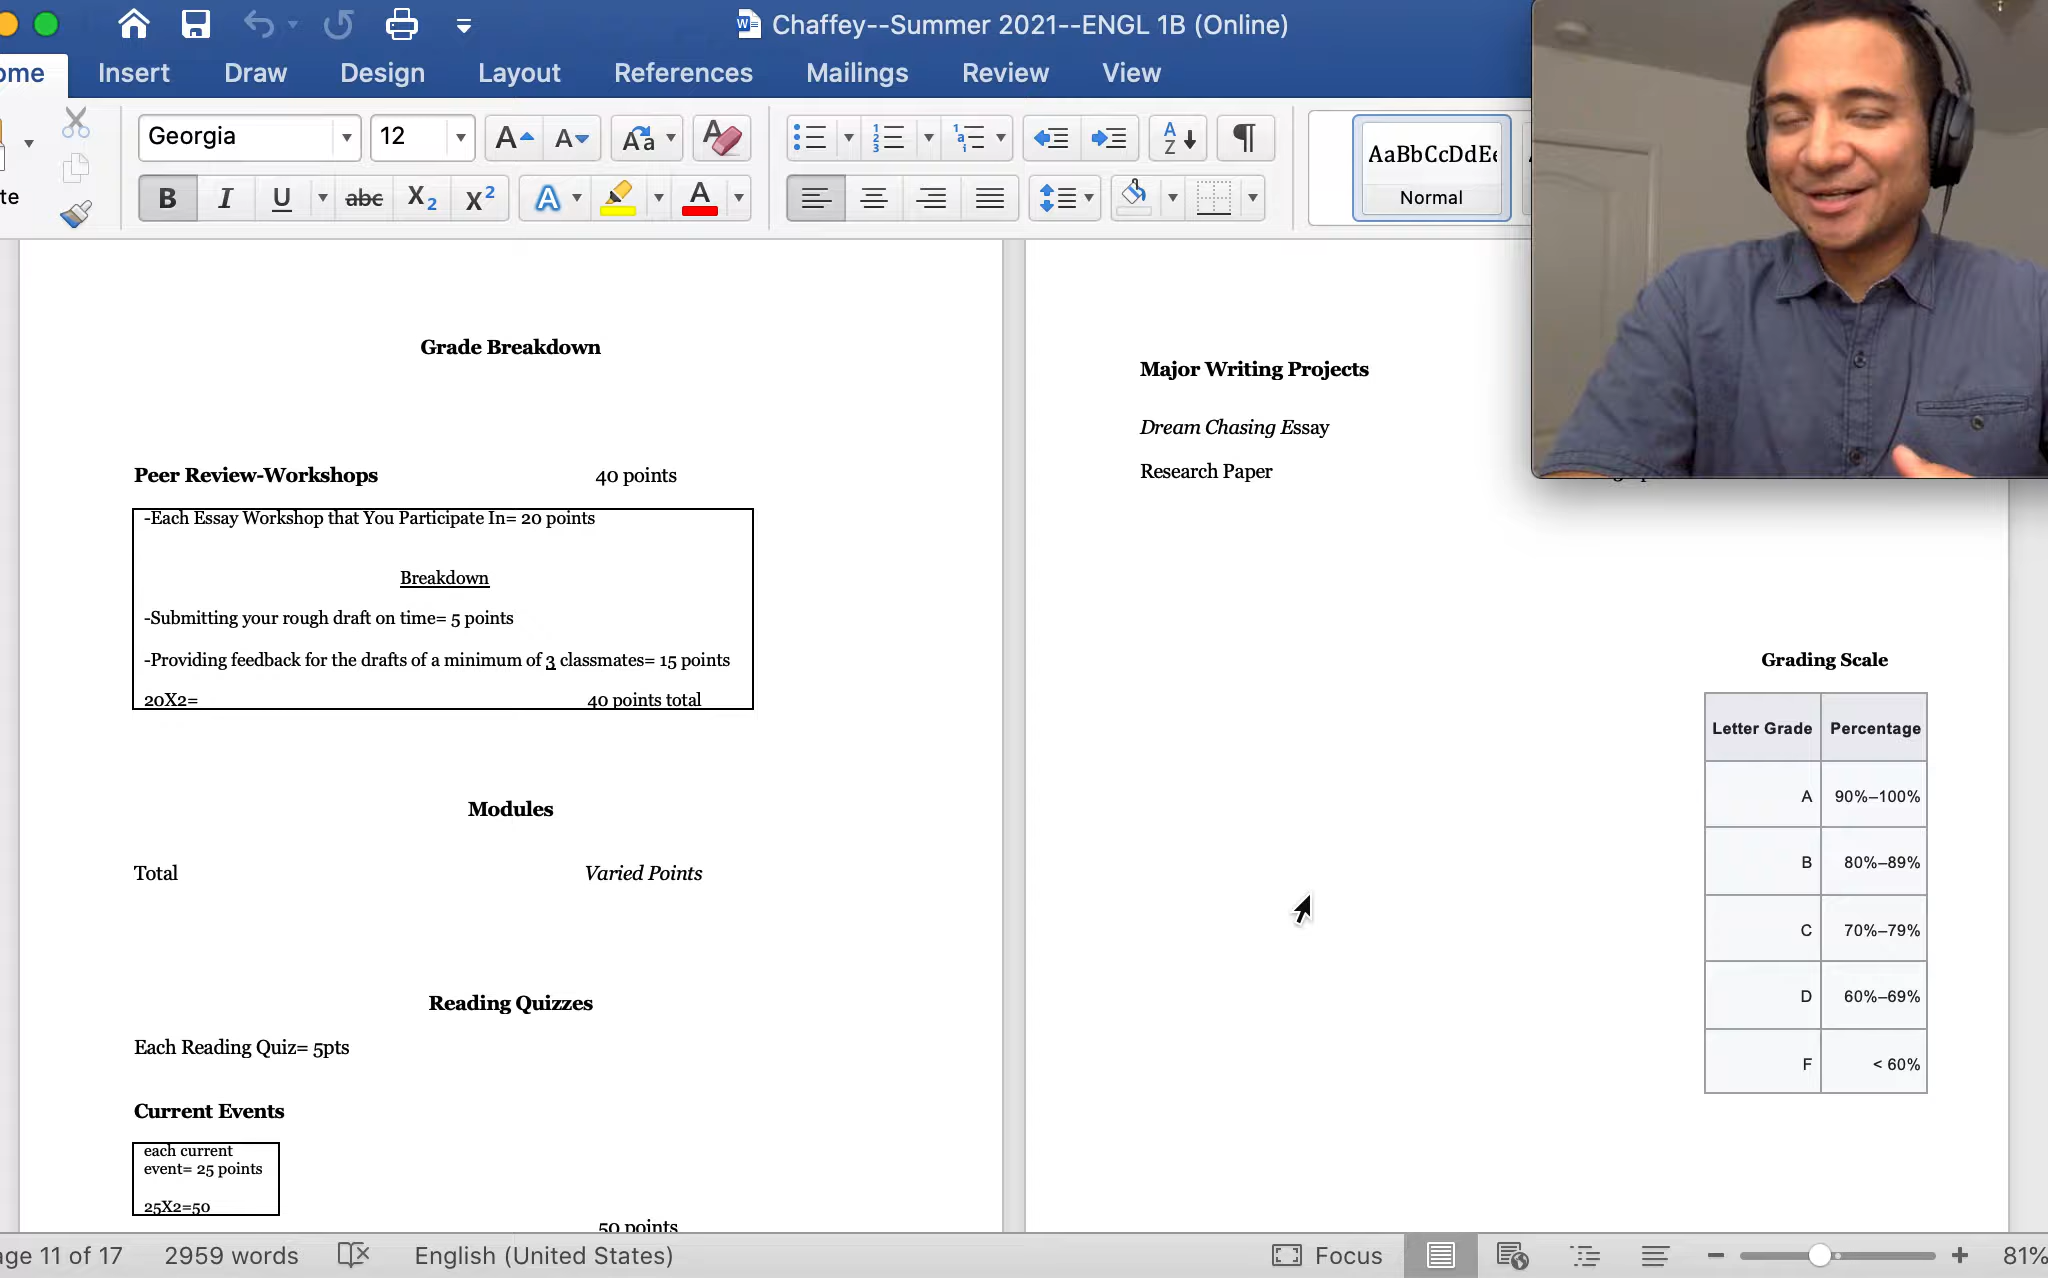 Chaffey--Summer 2021--ENGL 1B (Online)
ome Insert Draw Design Layout References Mailings Review View
Georgia 12
AaBbCcDdEe
te
Normal
Grade Breakdown
Peer Review-Workshops 40 points
-Each Essay Workshop that You Participate In= 20 points
Breakdown
-Submitting your rough draft on time= 5 points
-Providing feedback for the drafts of a minimum of 3 classmates= 15 points
20X2= 40 points total
Modules
Total Varied Points
Reading Quizzes
Each Reading Quiz= 5pts
Current Events
each current
event= 25 points
25X2=50
50 points
Major Writing Projects
Dream Chasing Essay
Research Paper
Grading Scale
Letter Grade Percentage
A 90%–100%
B 80%–89%
C 70%–79%
D 60%–69%
F < 60%
age 11 of 17 2959 words English (United States) Focus 81%